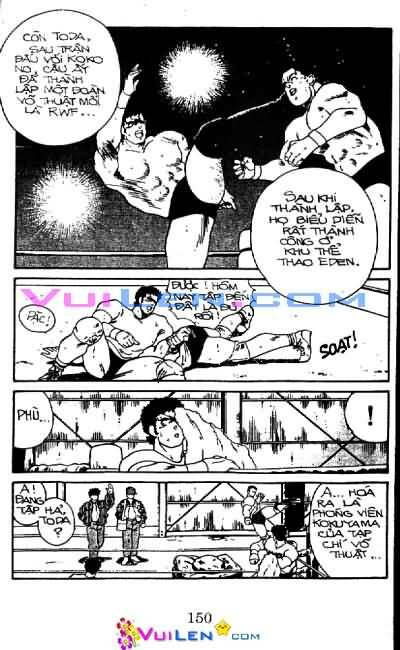 CÒN TODA,
SAU TRẬN
ĐẤU VỚI KOKO
NO, CẬU ẤY
ĐÃ THÀNH
LẬP MỘT ĐOÀN
VÕ THUẬT MỚI
LÀ RWF...
SAU KHI
THÀNH LẬP,
HỌ BIỂU DIỄN
RẤT THÀNH
CÔNG Ở
KHU THỂ
THAO EDEN.
VUILEN.COM
ĐƯỢC! HÔM
NAY TẬP ĐẾN
ĐÂY LÀ ĐỦ
RỒI!
BẮC!
SOẠT!
PHÙ...
!
A!
ĐANG
TẬP HẢ,
TODA
?
A... HÓA
RA LÀ
PHÓNG VIÊN
KOKUYAMA
CỦA TẠP
CHÍ VÕ
THUẬT...
150
VUILEN.COM